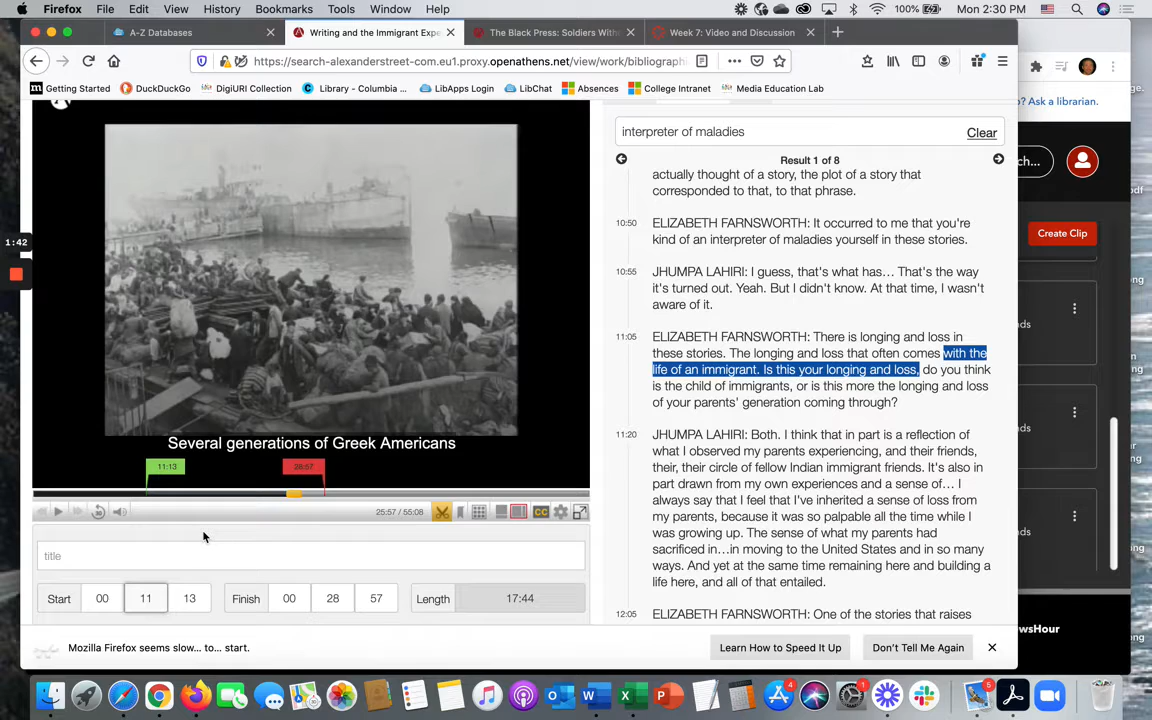 Firefox File Edit View History Bookmarks Tools Window Help 100% Mon 2:30 PM
A-Z Databases Writing and the Immigrant Expe The Black Press: Soldiers With Week 7: Video and Discussion
https://search-alexanderstreet-com.eu1.proxy.openathens.net/view/work/bibliograph
Getting Started DuckDuckGo DigiURI Collection Library - Columbia ... LibApps Login LibChat Absences College Intranet Media Education Lab
? Ask a librarian.
interpreter of maladies Clear
Result 1 of 8
ch...
actually thought of a story, the plot of a story that
corresponded to that, to that phrase.
10:50 ELIZABETH FARNSWORTH: It occurred to me that you're
kind of an interpreter of maladies yourself in these stories.
Create Clip
1:42
10:55 JHUMPA LAHIRI: I guess, that's what has... That's the way
it's turned out. Yeah. But I didn't know. At that time, I wasn't
aware of it.
11:05 ELIZABETH FARNSWORTH: There is longing and loss in
these stories. The longing and loss that often comes with the
life of an immigrant. Is this your longing and loss, do you think
is the child of immigrants, or is this more the longing and loss
of your parents' generation coming through?
11:20 JHUMPA LAHIRI: Both. I think that in part is a reflection of
what I observed my parents experiencing, and their friends,
their, their circle of fellow Indian immigrant friends. It's also in
part drawn from my own experiences and a sense of... I
always say that I feel that I've inherited a sense of loss from
my parents, because it was so palpable all the time while I
was growing up. The sense of what my parents had
sacrificed in...in moving to the United States and in so many
ways. And yet at the same time remaining here and building a
life here, and all of that entailed.
12:05 ELIZABETH FARNSWORTH: One of the stories that raises
nds
nds
nds
wsHour
Several generations of Greek Americans
11:13 28:57
30 25:57 / 55:08 CC
title
Start 00 11 13 Finish 00 28 57 Length 17:44
Mozilla Firefox seems slow... to... start. Learn How to Speed It Up Don't Tell Me Again
4 1 5